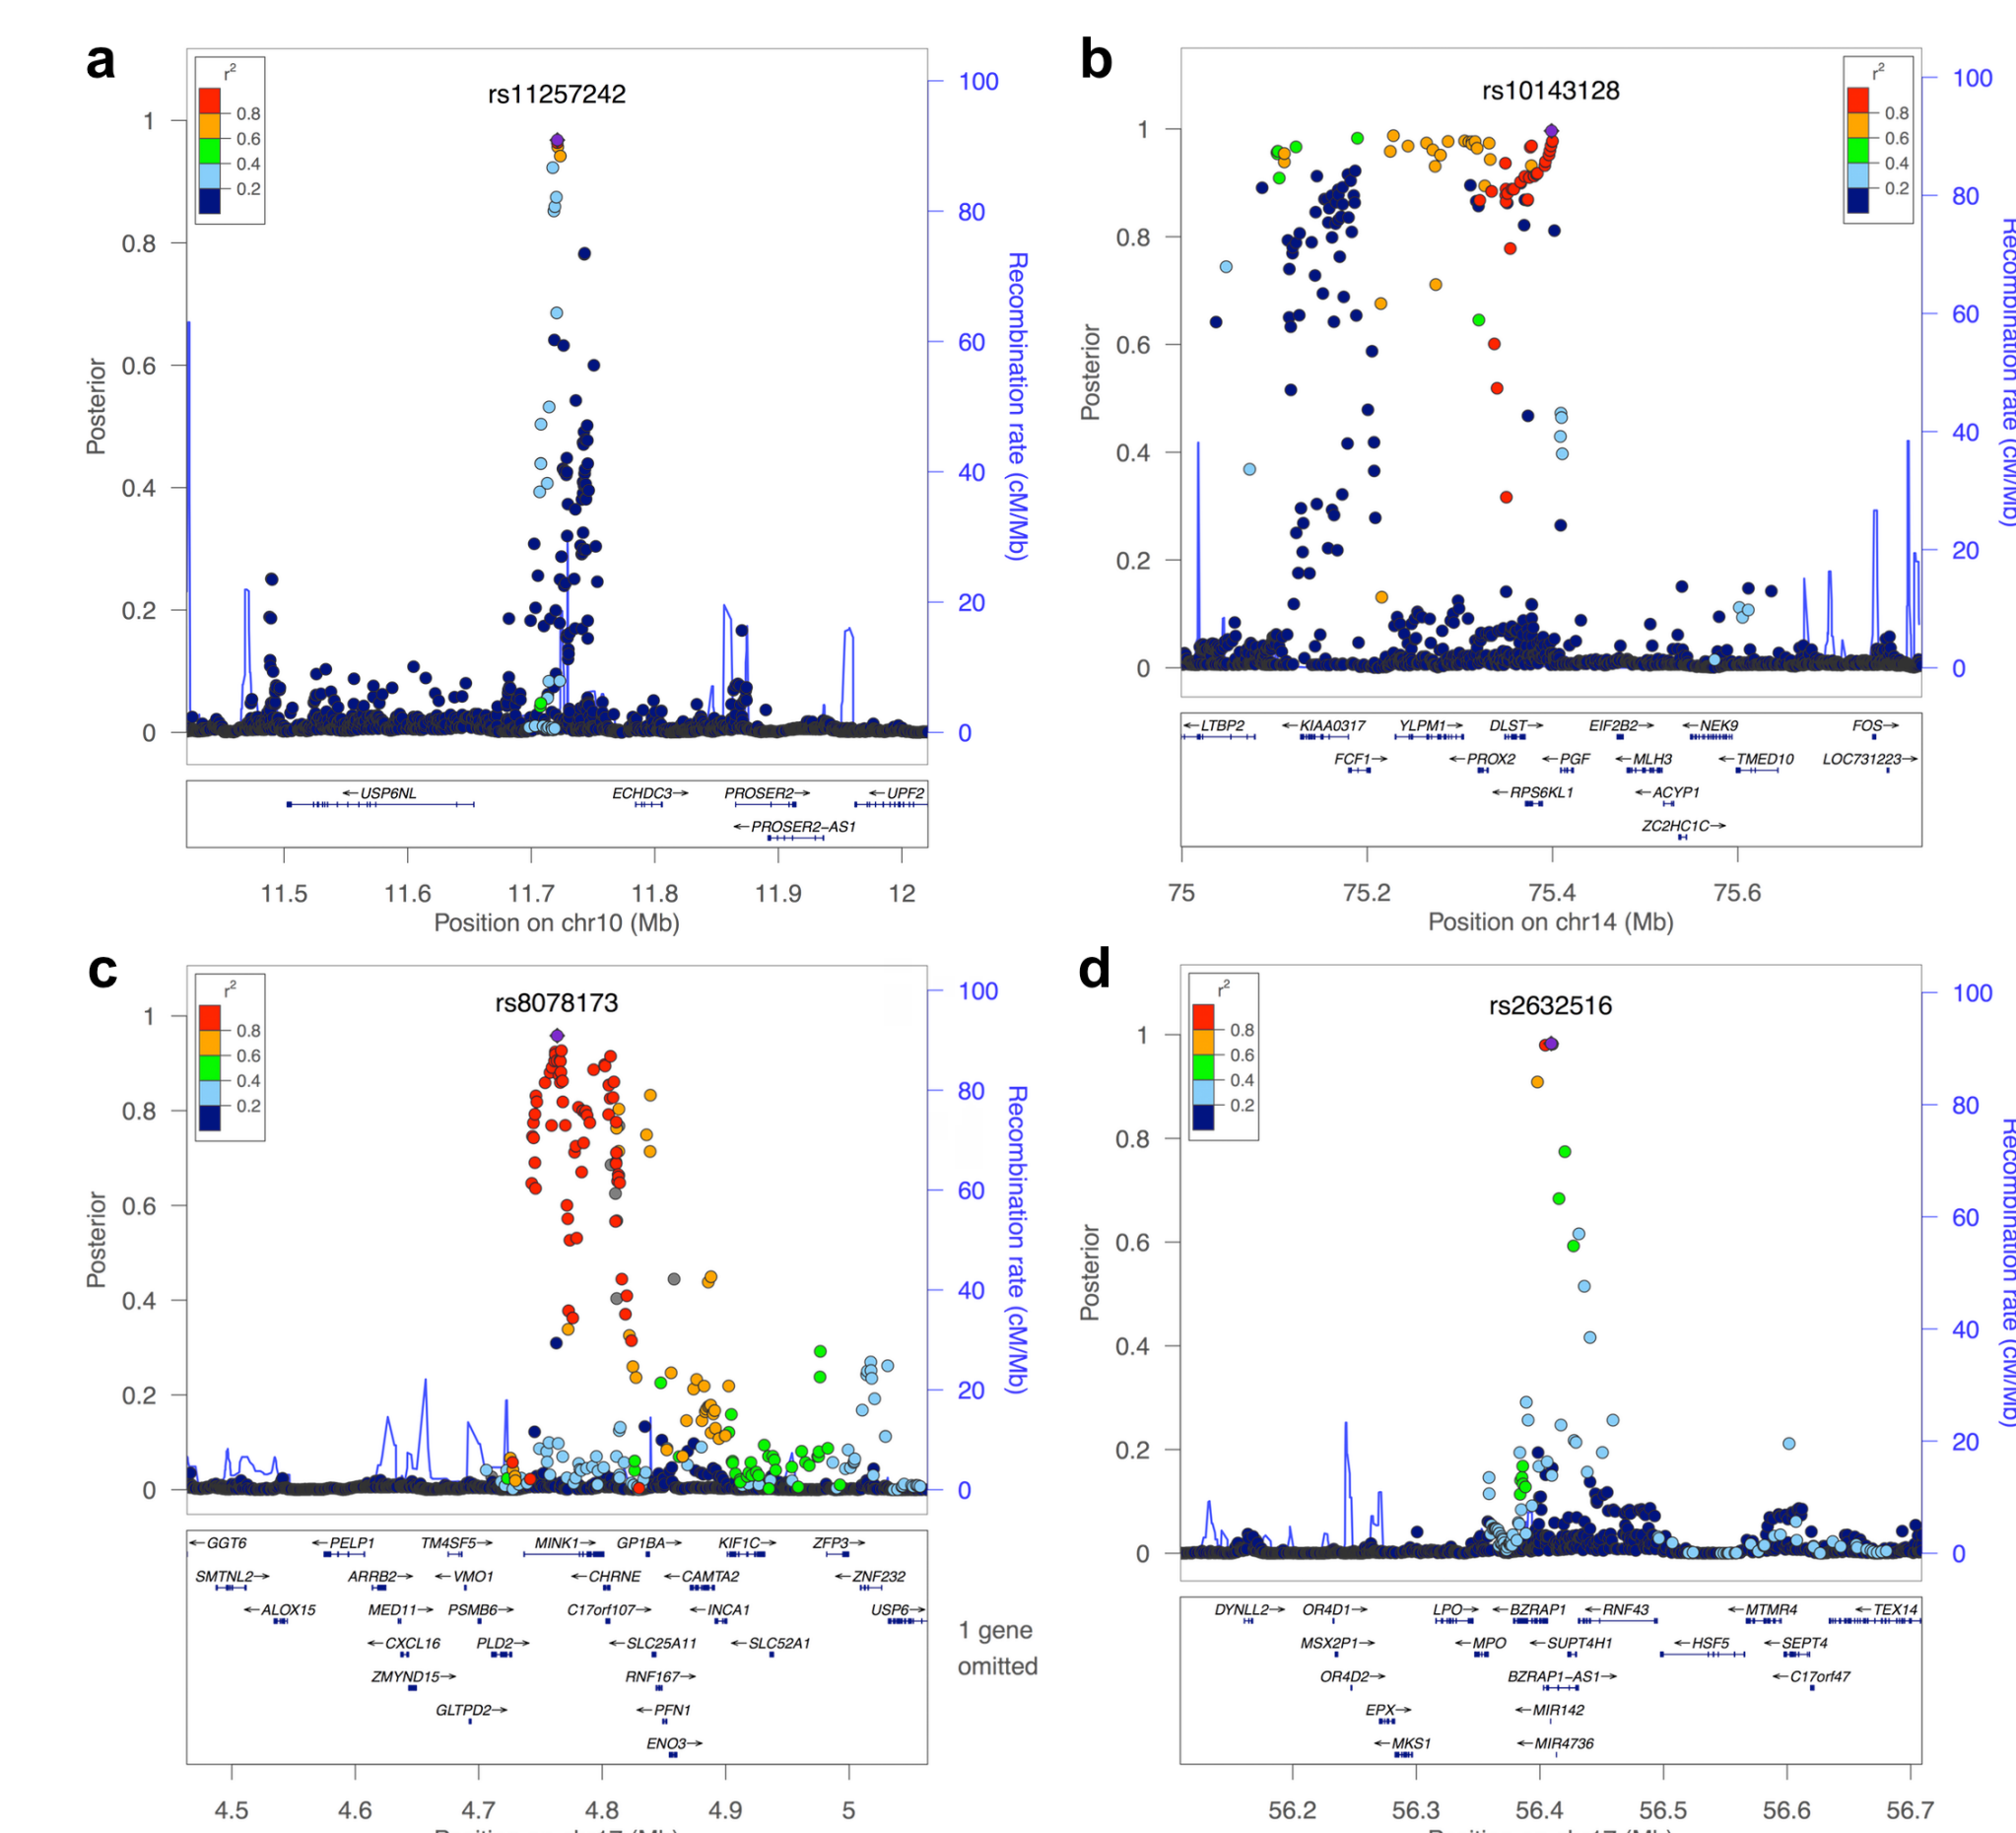 a
r2
0.8
0.6
0.4
0.2
rs11257242
1
0.8
0.6
0.4
0.2
0
Posterior
100
80
60
40
20
0
Recombination rate (cM/Mb)
←USP6NL ECHDC3→ PROSER2→ ←UPF2
←PROSER2−AS1
11.5 11.6 11.7 11.8 11.9 12
Position on chr10 (Mb)
b
rs10143128
r2
0.8
0.6
0.4
0.2
1
0.8
0.6
0.4
0.2
0
Posterior
100
80
60
40
20
0
Recombination rate (cM/Mb)
←LTBP2 ←KIAA0317 YLPM1→ DLST→ EIF2B2→ ←NEK9 FOS→
FCF1→ ←PROX2 ←PGF ←MLH3 ←TMED10 LOC731223→
←RPS6KL1 ←ACYP1
ZC2HC1C→
75 75.2 75.4 75.6
Position on chr14 (Mb)
c
r2
0.8
0.6
0.4
0.2
rs8078173
1
0.8
0.6
0.4
0.2
0
Posterior
100
80
60
40
20
0
Recombination rate (cM/Mb)
←GGT6 ←PELP1 TM4SF5→ MINK1→ GP1BA→ KIF1C→ ZFP3→
SMTNL2→ ARRB2→ ←VMO1 ←CHRNE ←CAMTA2 ←ZNF232
←ALOX15 MED11→ PSMB6→ C17orf107→ ←INCA1 USP6→
←CXCL16 PLD2→ ←SLC25A11 ←SLC52A1
ZMYND15→ RNF167→
GLTPD2→ ←PFN1
ENO3→
1 gene
omitted
4.5 4.6 4.7 4.8 4.9 5
d
r2
0.8
0.6
0.4
0.2
rs2632516
1
0.8
0.6
0.4
0.2
0
Posterior
100
80
60
40
20
0
Recombination rate (cM/Mb)
DYNLL2→ OR4D1→ LPO→ ←BZRAP1 ←RNF43 ←MTMR4 ←TEX14
MSX2P1→ ←MPO ←SUPT4H1 ←HSF5 ←SEPT4
OR4D2→ BZRAP1−AS1→ ←C17orf47
EPX→ ←MIR142
←MKS1 ←MIR4736
56.2 56.3 56.4 56.5 56.6 56.7